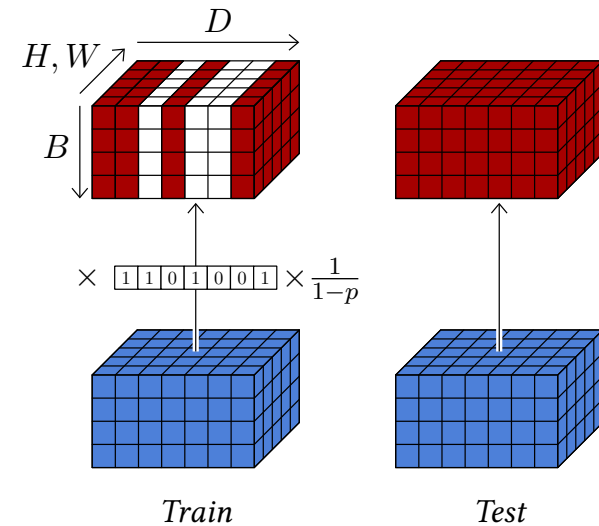 D
H, W
B
× 1 1 0 1 0 0 1 × 1/(1−p)
Train Test